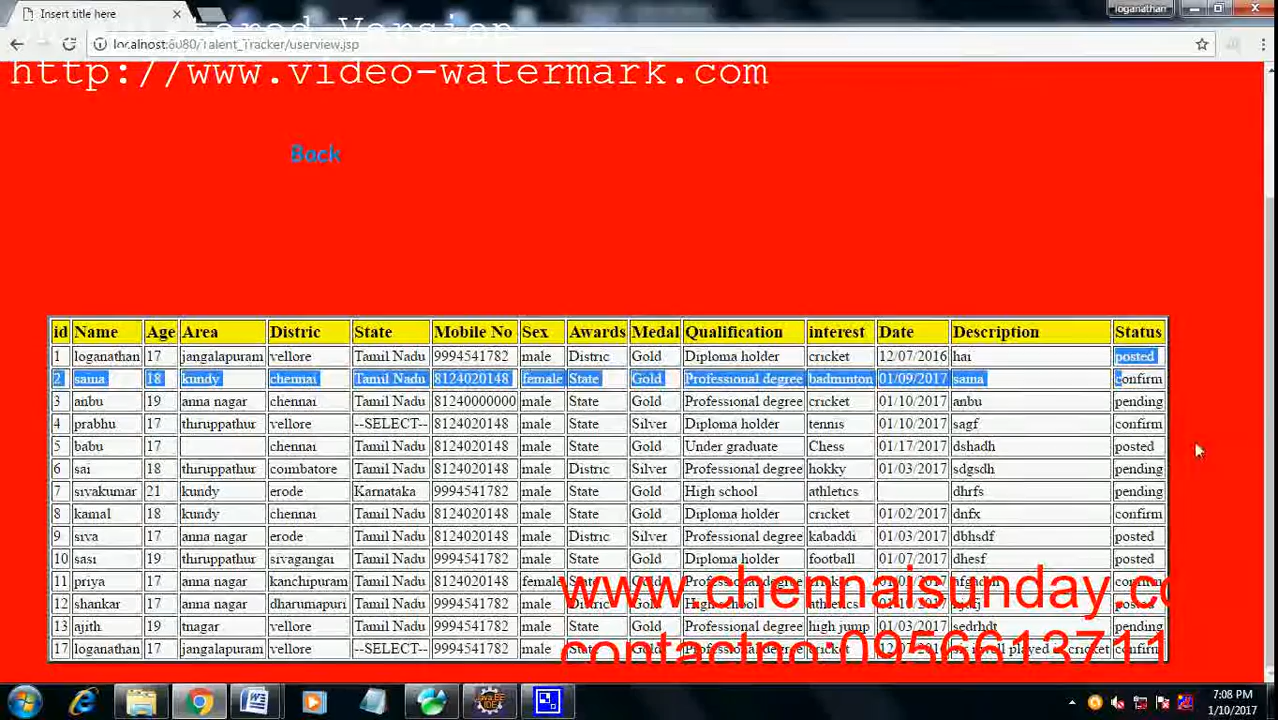 Insert title here
loganathan
localhost:6080/Talent_Tracker/userview.jsp
http://www.video-watermark.com
Back
id Name Age Area Distric State Mobile No Sex Awards Medal Qualification interest Date Description Status
1 loganathan 17 jangalapuram vellore Tamil Nadu 9994541782 male Distric Gold Diploma holder cricket 12/07/2016 hai posted
2 saina 18 kundy chennai Tamil Nadu 8124020148 female State Gold Professional degree badminton 01/09/2017 saina confirm
3 anbu 19 anna nagar chennai Tamil Nadu 81240000000 male State Gold Professional degree cricket 01/10/2017 anbu pending
4 prabhu 17 thiruppathur vellore --SELECT-- 8124020148 male State Silver Diploma holder tennis 01/10/2017 sagf confirm
5 babu 17 chennai Tamil Nadu 8124020148 male State Gold Under graduate Chess 01/17/2017 dshadh posted
6 sai 18 thiruppathur coimbatore Tamil Nadu 8124020148 male Distric Silver Professional degree hokky 01/03/2017 sdgsdh pending
7 sivakumar 21 kundy erode Karnataka 9994541782 male State Gold High school athletics dhrfs pending
8 kamal 18 kundy chennai Tamil Nadu 8124020148 male State Gold Diploma holder cricket 01/02/2017 dnfx confirm
9 siva 17 anna nagar erode Tamil Nadu 8124020148 male Distric Silver Professional degree kabaddi 01/03/2017 dbhsdf posted
10 sasi 19 thiruppathur sivagangai Tamil Nadu 9994541782 male State Gold Diploma holder football 01/07/2017 dhesf posted
11 priya 17 anna nagar kanchipuram Tamil Nadu 8124020148 female
12 shankar 17 anna nagar dharumapuri Tamil Nadu 9994541782 male
www.chennaisunday.co
13 ajith 19 tnagar vellore Tamil Nadu 9994541782 male State Gold Professional degree high jump 01/03/2017 sedrhdt pending
17 loganathan 17 jangalapuram vellore --SELECT-- 9994541782 male
contactno:0956613711
7:08 PM
1/10/2017